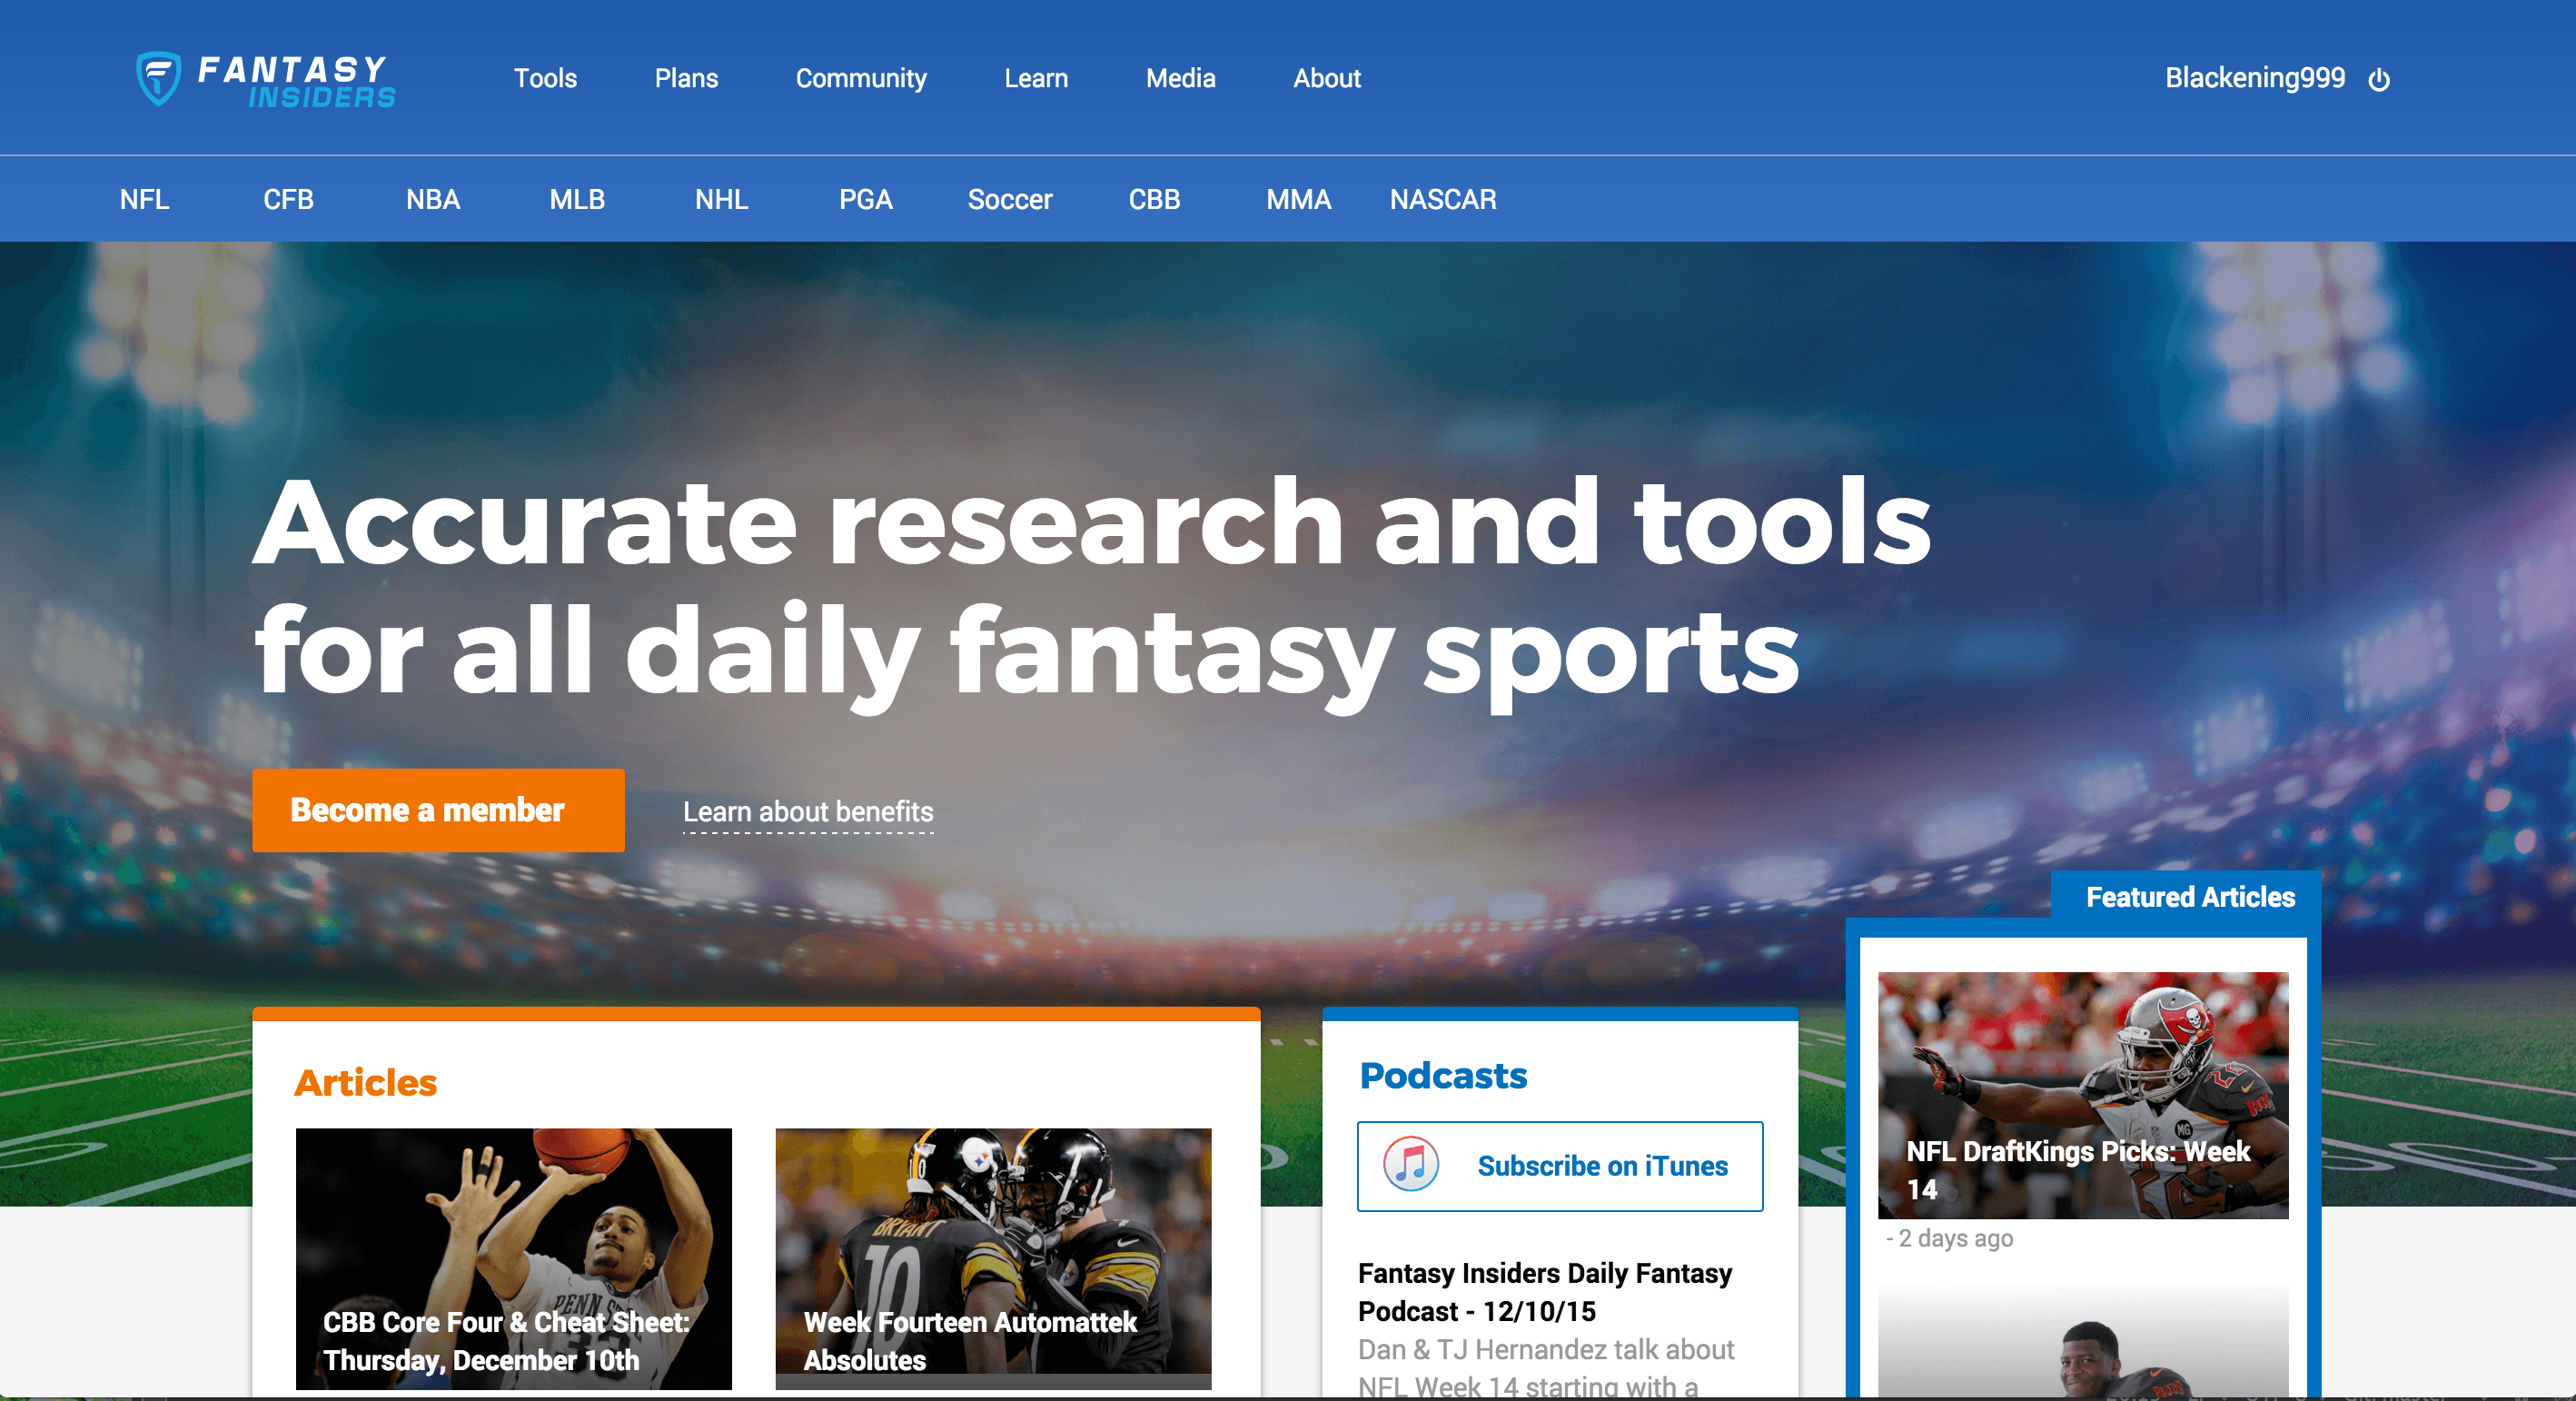 FANTASY
INSIDERS
Tools
Plans
Community
Learn
Media
About
Blackening999
NFL
CFB
NBA
MLB
NHL
PGA
Soccer
CBB
MMA
NASCAR
Accurate research and tools
for all daily fantasy sports
Become a member
Learn about benefits
Featured Articles
Articles
BRYANT
10
PENN
CBB Core Four & Cheat Sheet:
Thursday, December 10th
Week Fourteen Automattek
Absolutes
Podcasts
Subscribe on iTunes
Fantasy Insiders Daily Fantasy
Podcast - 12/10/15
Dan & TJ Hernandez talk about
NFL Week 14 starting with a
MG
NFL DraftKings Picks: Week
14
- 2 days ago